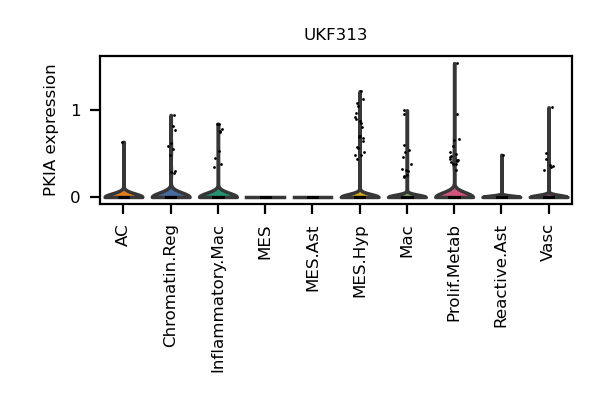 UKF313
PKIA expression
1
0
AC
Chromatin.Reg
Inflammatory.Mac
MES
MES.Ast
MES.Hyp
Mac
Prolif.Metab
Reactive.Ast
Vasc